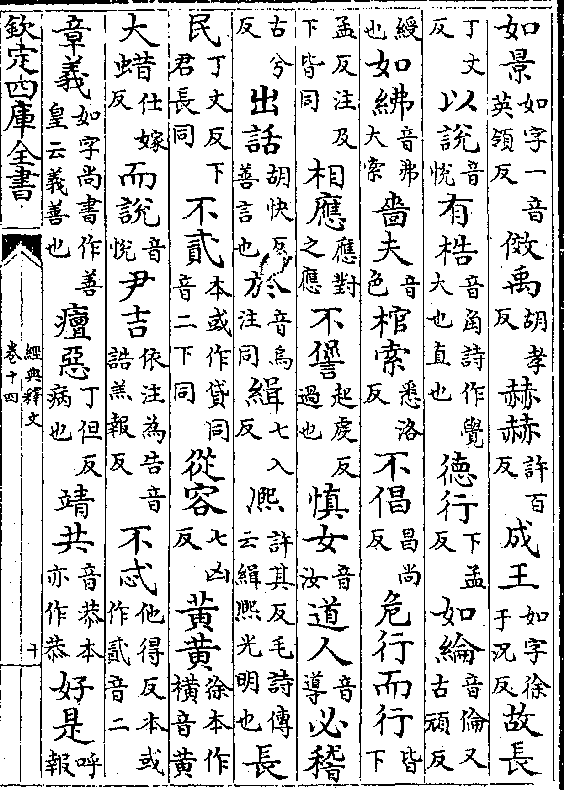 如景如字一音英領反傚禹胡孝反赫赫許百反成王如字徐于況反故長
丁文反以說音悅有梏音角詩作覺大也直也德行下孟反如綸音倫又古頑反
綬也如紼音弗大索嗇夫音色棺索悉洛反不倡昌尚反危行而行皆下
孟反注及下皆同相應應對之應不諐起虔反過也慎女音汝道人音導必稽
古兮反出話胡快反善言也於音烏注同緝七入反熙許其反毛詩傳云緝熙光明也長
民丁文反下君長同不貳本或作貸同音二下同從容七凶反黃黃徐本作橫音黃
大蜡仕嫁反而說音悅尹吉依注為告音誥羔報反不忒他得反本或作貳音二
章義如字尚書作善皇云義善也癉惡丁但反病也靖共音恭本亦作恭好是呼報
欽定四庫全書
經典釋文
卷十四
十